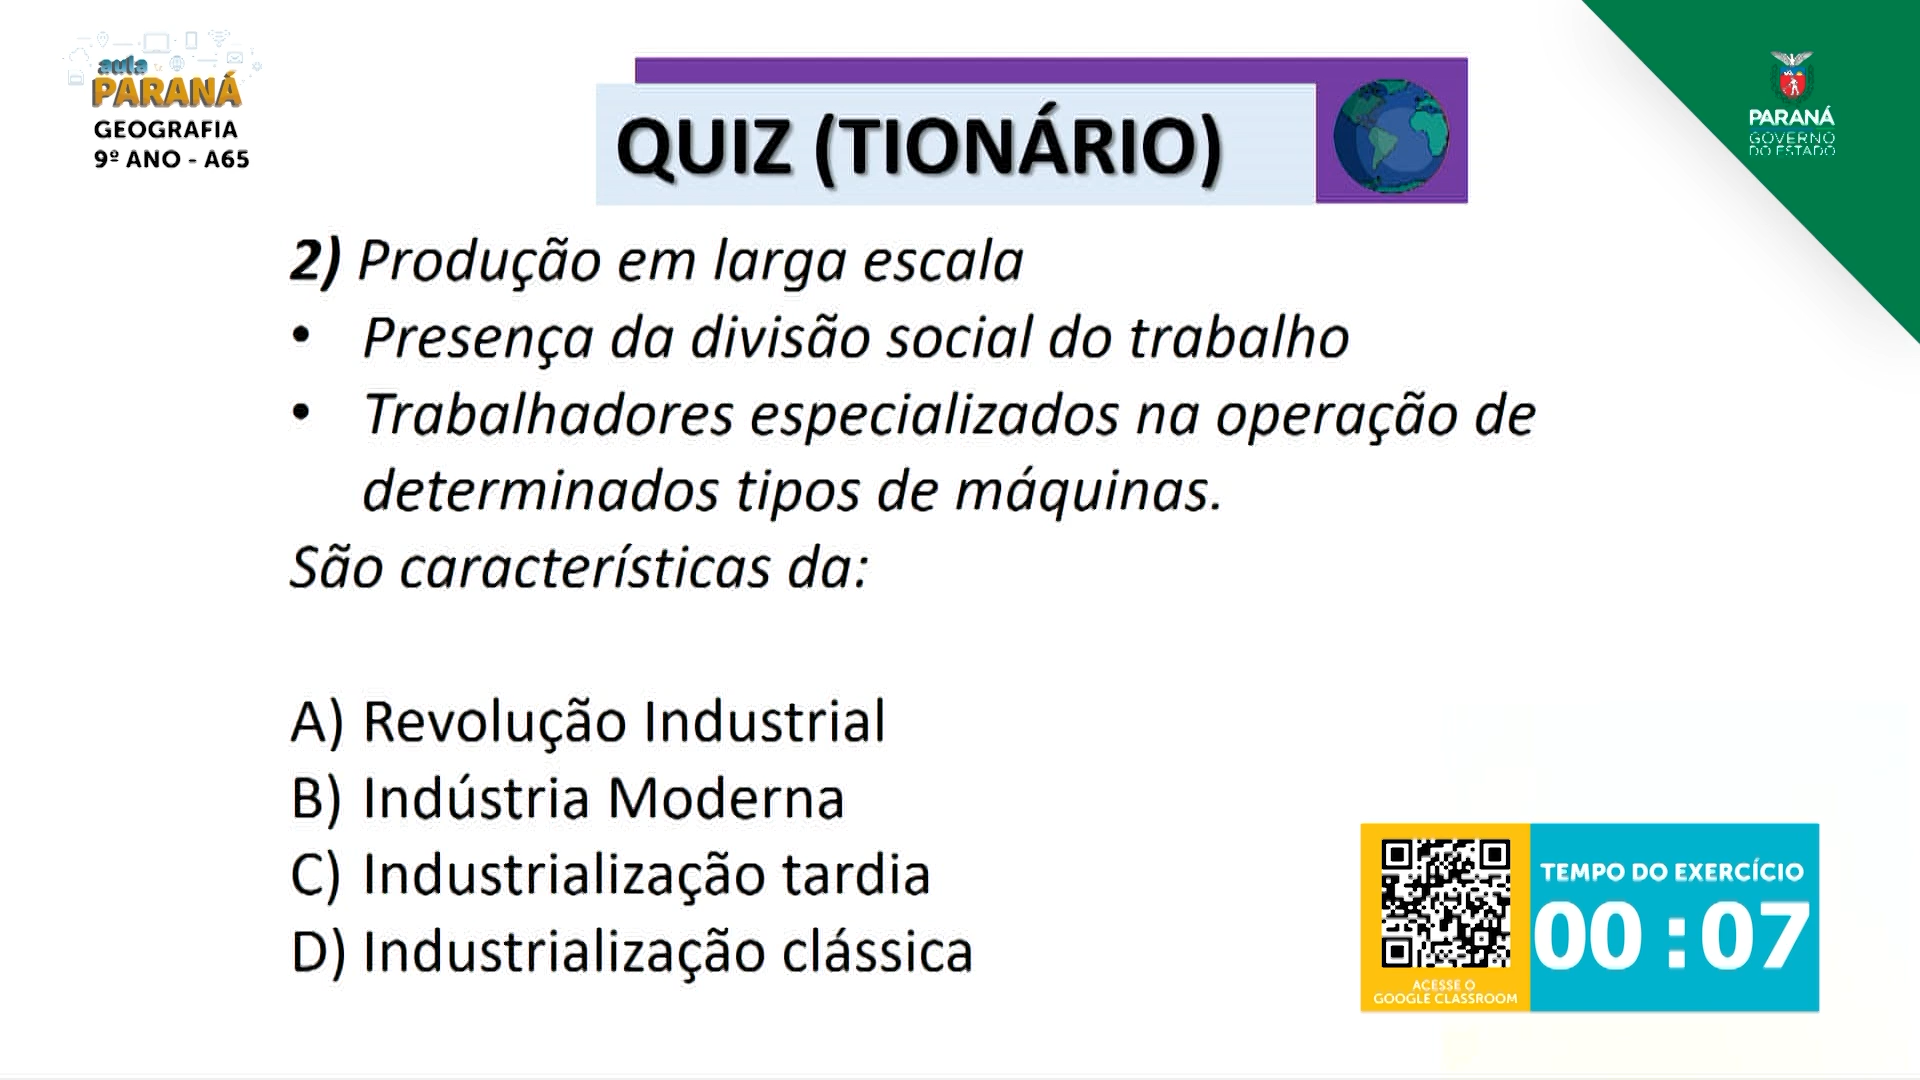 aula
PARANÁ
GEOGRAFIA
9º ANO - A65
QUIZ (TIONÁRIO)
PARANÁ
GOVERNO
DO ESTADO
2) Produção em larga escala
• Presença da divisão social do trabalho
• Trabalhadores especializados na operação de
determinados tipos de máquinas.
São características da:
A) Revolução Industrial
B) Indústria Moderna
C) Industrialização tardia
D) Industrialização clássica
TEMPO DO EXERCÍCIO
00 : 07
ACESSE O
GOOGLE CLASSROOM